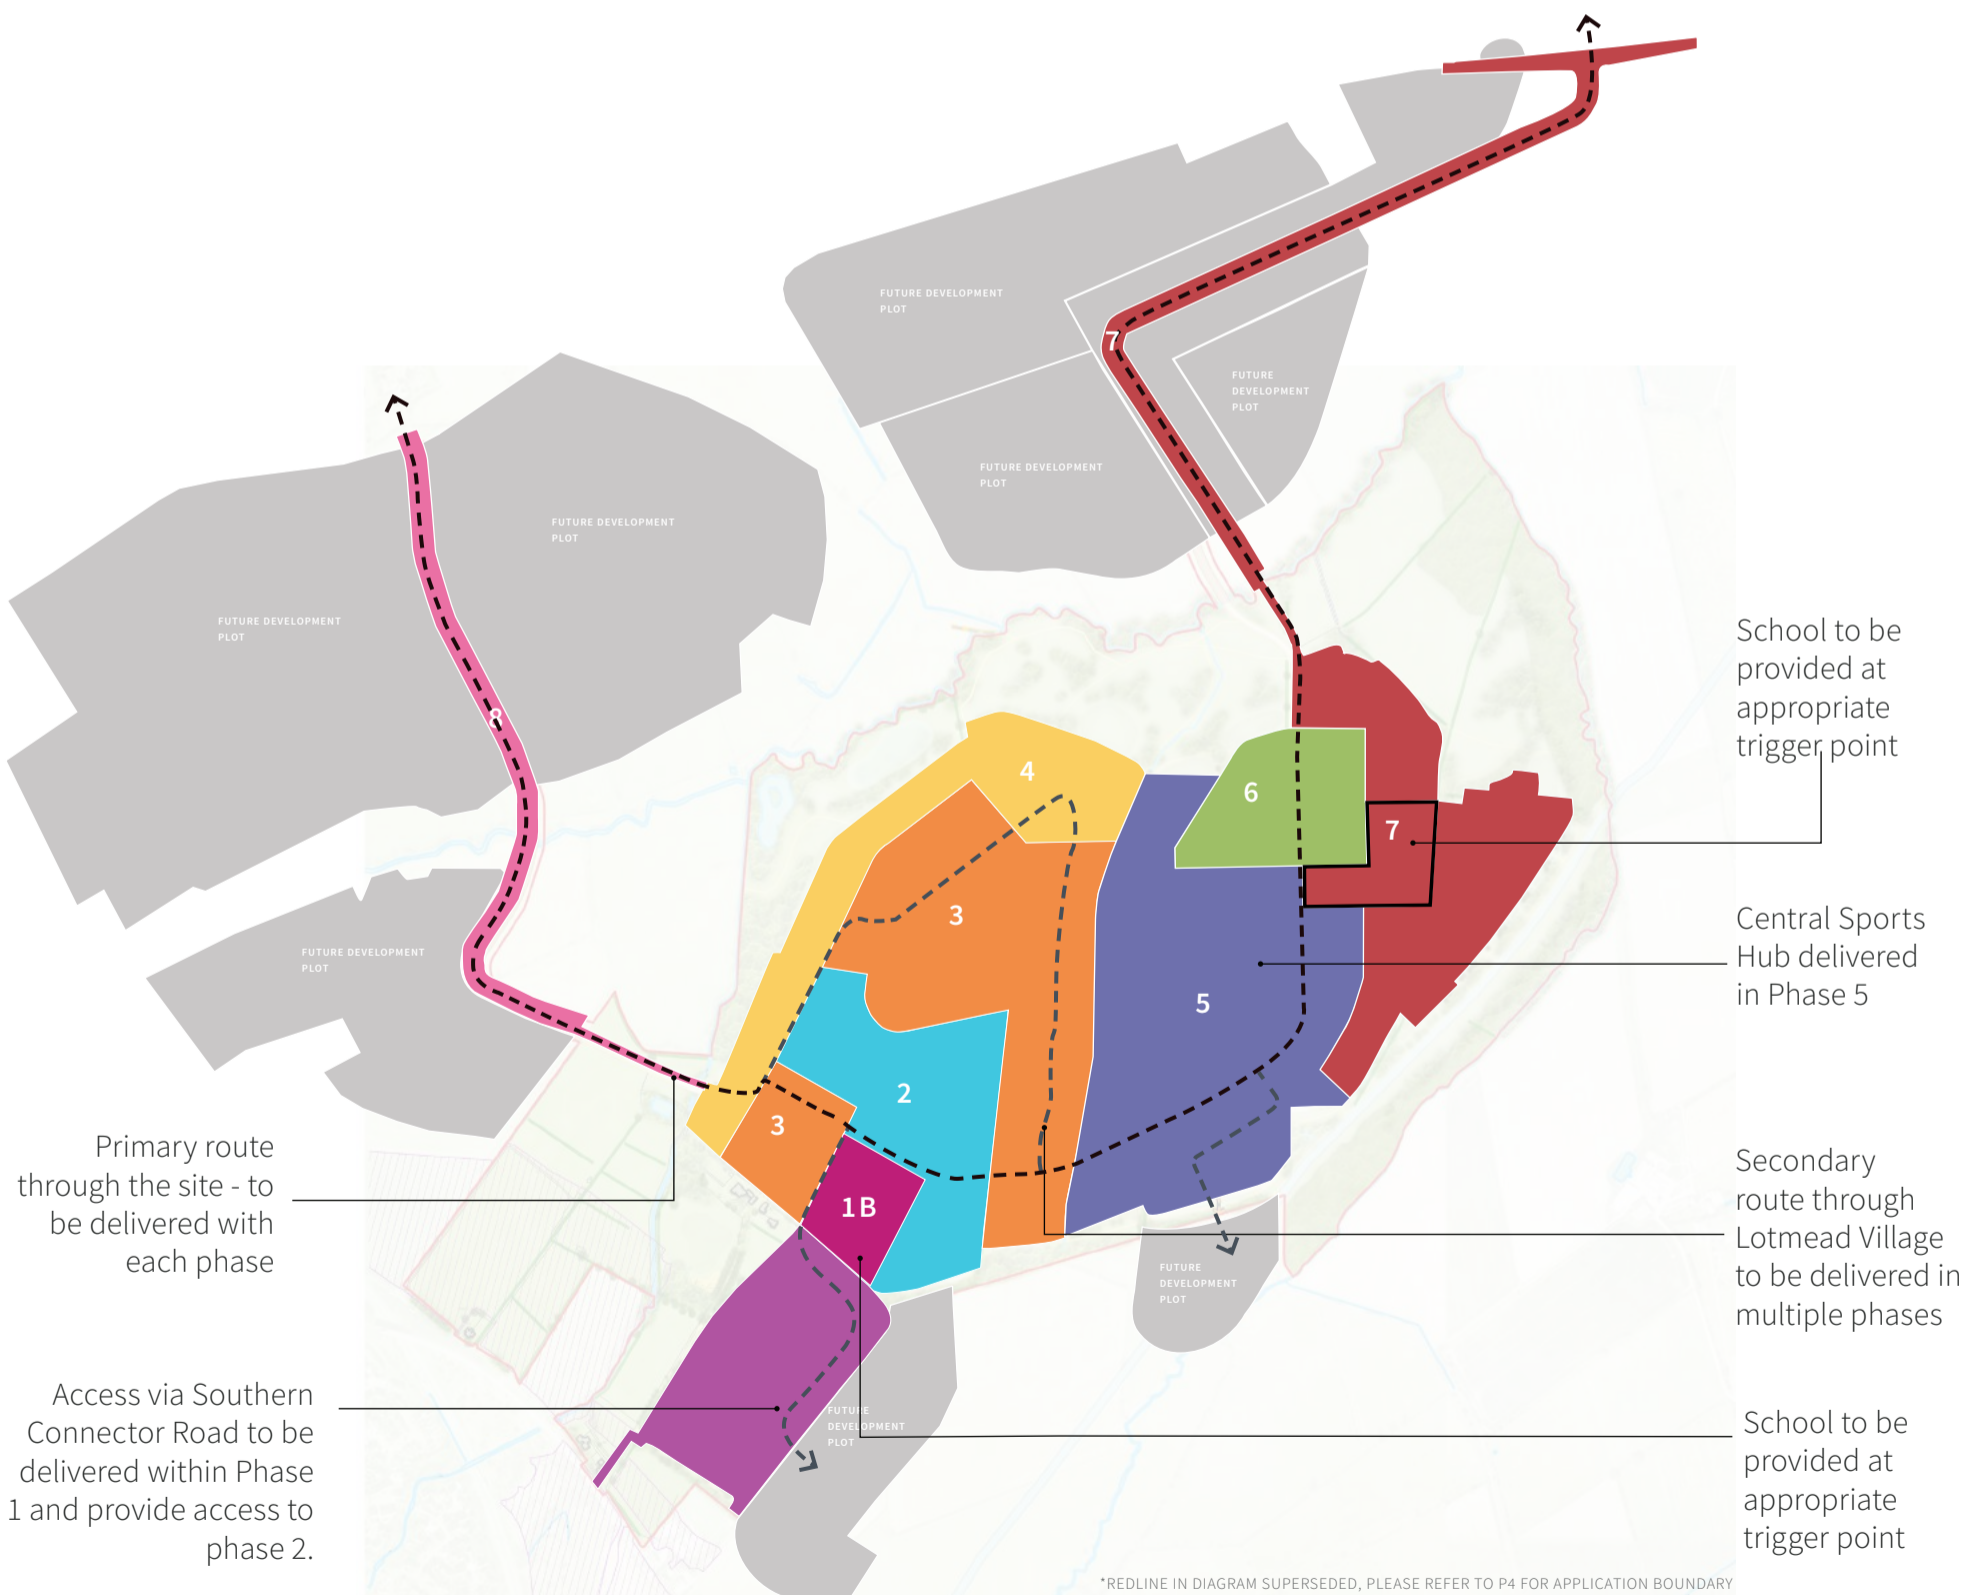 FUTURE DEVELOPMENT
PLOT
7
FUTURE
DEVELOPMENT
PLOT
FUTURE DEVELOPMENT
PLOT
FUTURE DEVELOPMENT
PLOT
FUTURE DEVELOPMENT
PLOT
8
FUTURE DEVELOPMENT
PLOT
School to be
provided at
appropriate
trigger point
4
6
7
3
5
2
3
1B
Central Sports
Hub delivered
in Phase 5
Primary route
through the site - to
be delivered with
each phase
Secondary
route through
Lotmead Village
to be delivered in
multiple phases
FUTURE
DEVELOPMENT
PLOT
Access via Southern
Connector Road to be
delivered within Phase
1 and provide access to
phase 2.
FUTURE
DEVELOPMENT
PLOT
School to be
provided at
appropriate
trigger point
*REDLINE IN DIAGRAM SUPERSEDED, PLEASE REFER TO P4 FOR APPLICATION BOUNDARY